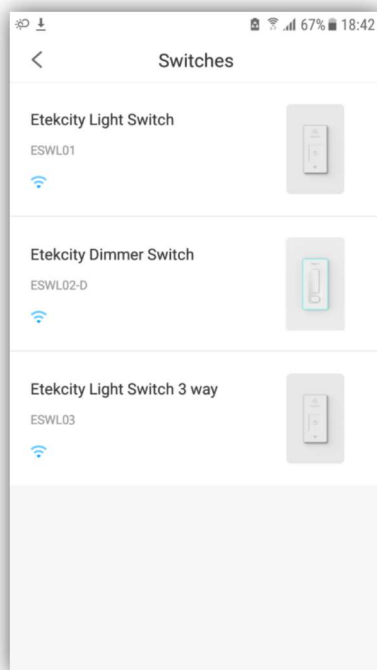 67% 18:42
Switches
Etekcity Light Switch
ESWL01
Etekcity Dimmer Switch
ESWL02-D
Etekcity Light Switch 3 way
ESWL03